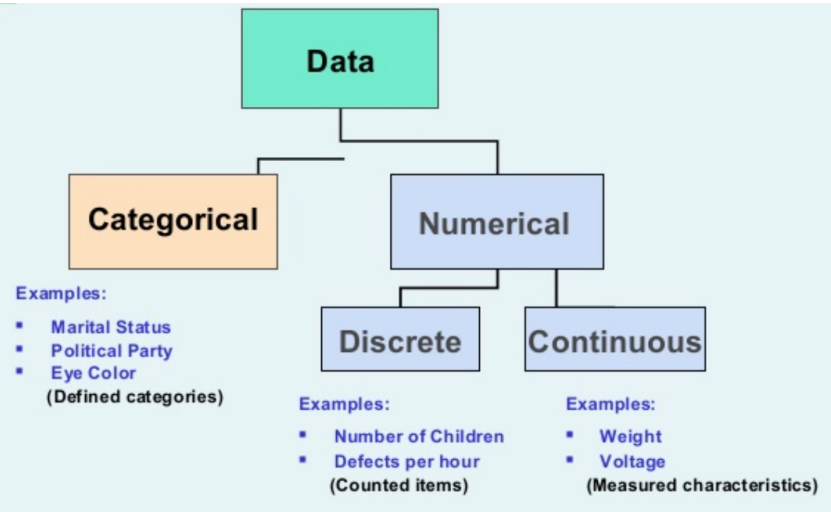 Data
Categorical
Numerical
Examples:
▪ Marital Status
▪ Political Party
▪ Eye Color
(Defined categories)
Discrete
Continuous
Examples:
▪ Number of Children
▪ Defects per hour
(Counted items)
Examples:
▪ Weight
▪ Voltage
(Measured characteristics)